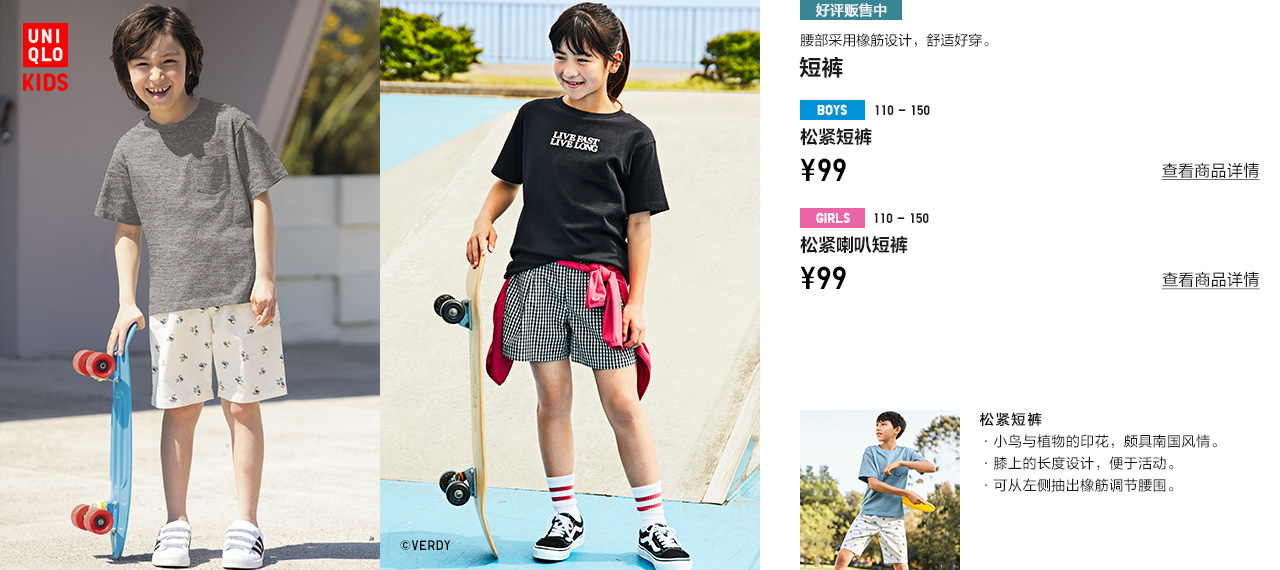 UNI
QLO
KIDS
LIVE FAST
LIVE LONG
©VERDY
好评贩售中
腰部采用橡筋设计，舒适好穿。
短裤
BOYS 110 – 150
松紧短裤
¥99 查看商品详情
GIRLS 110 – 150
松紧喇叭短裤
¥99 查看商品详情
松紧短裤
· 小鸟与植物的印花，颇具南国风情。
· 膝上的长度设计，便于活动。
· 可从左侧抽出橡筋调节腰围。